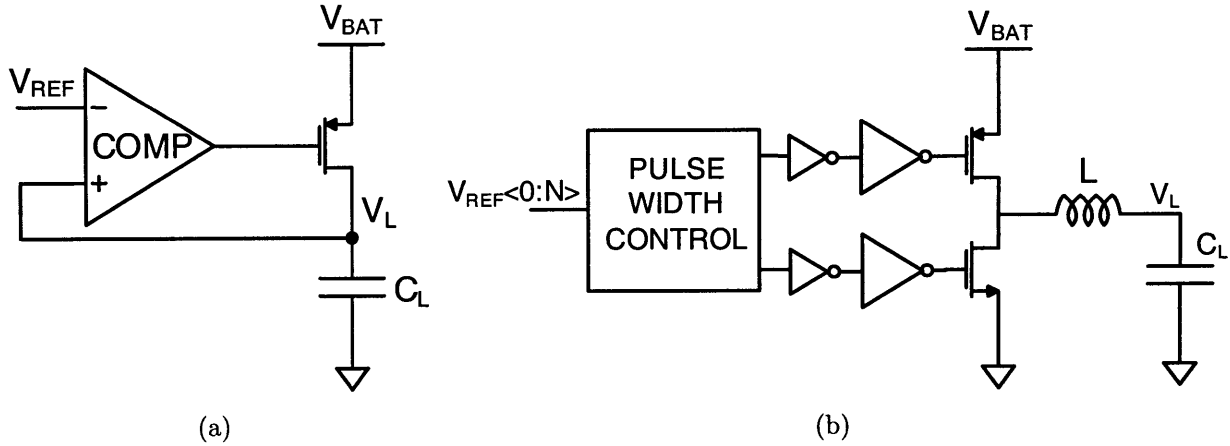 V_BAT
V_REF
−
COMP
+
V_L
C_L
(a)
V_BAT
V_REF<0:N>
PULSE
WIDTH
CONTROL
L
V_L
C_L
(b)